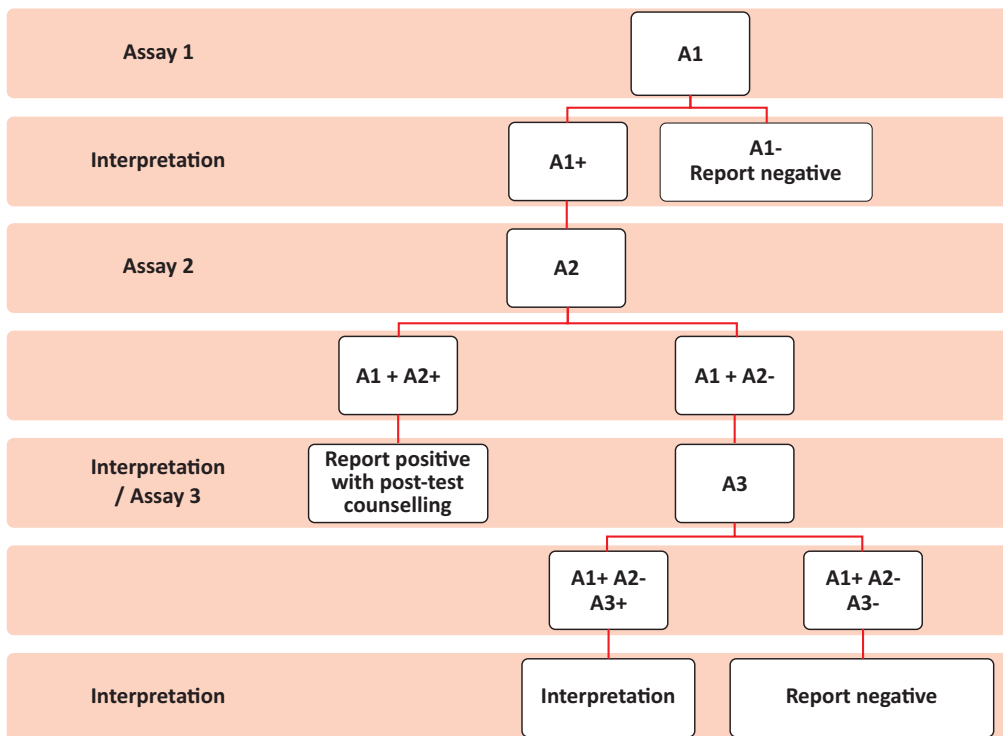 Assay 1
A1
Interpretation
A1+
A1-
Report negative
Assay 2
A2
A1 + A2+
A1 + A2-
Interpretation
/ Assay 3
Report positive
with post-test
counselling
A3
A1+ A2-
A3+
A1+ A2-
A3-
Interpretation
Interpretation
Report negative